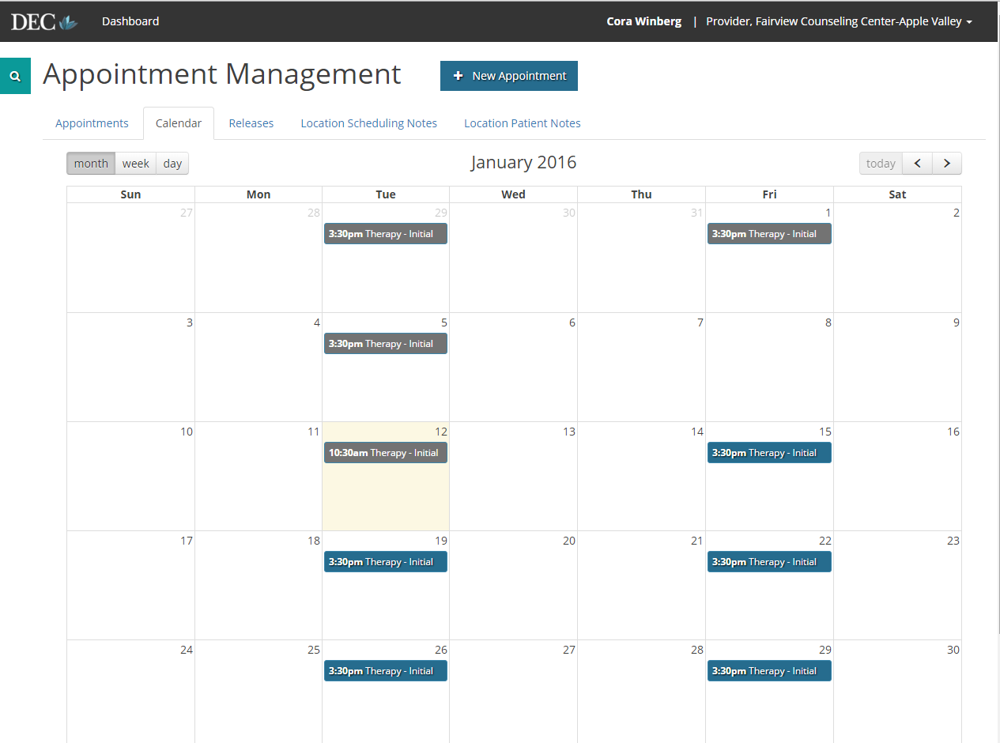 DEC Dashboard Cora Winberg | Provider, Fairview Counseling Center-Apple Valley
Appointment Management + New Appointment
Appointments Calendar Releases Location Scheduling Notes Location Patient Notes
month week day January 2016 today < >
Sun Mon Tue Wed Thu Fri Sat
27 28 29 30 31 1 2
3:30pm Therapy - Initial 3:30pm Therapy - Initial
3 4 5 6 7 8 9
3:30pm Therapy - Initial
10 11 12 13 14 15 16
10:30am Therapy - Initial 3:30pm Therapy - Initial
17 18 19 20 21 22 23
3:30pm Therapy - Initial 3:30pm Therapy - Initial
24 25 26 27 28 29 30
3:30pm Therapy - Initial 3:30pm Therapy - Initial